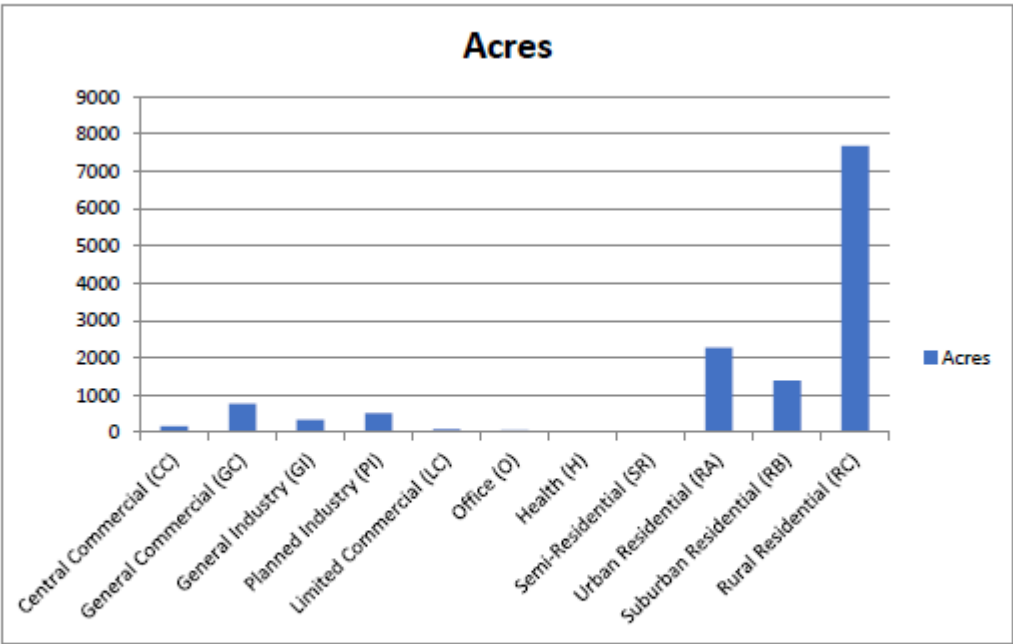 Acres
9000
8000
7000
6000
5000
4000
3000
2000
1000
0
Central Commercial (CC)
General Commercial (GC)
General Industry (GI)
Planned Industry (PI)
Limited Commercial (LC)
Office (O)
Health (H)
Semi-Residential (SR)
Urban Residential (RA)
Suburban Residential (RB)
Rural Residential (RC)
Acres